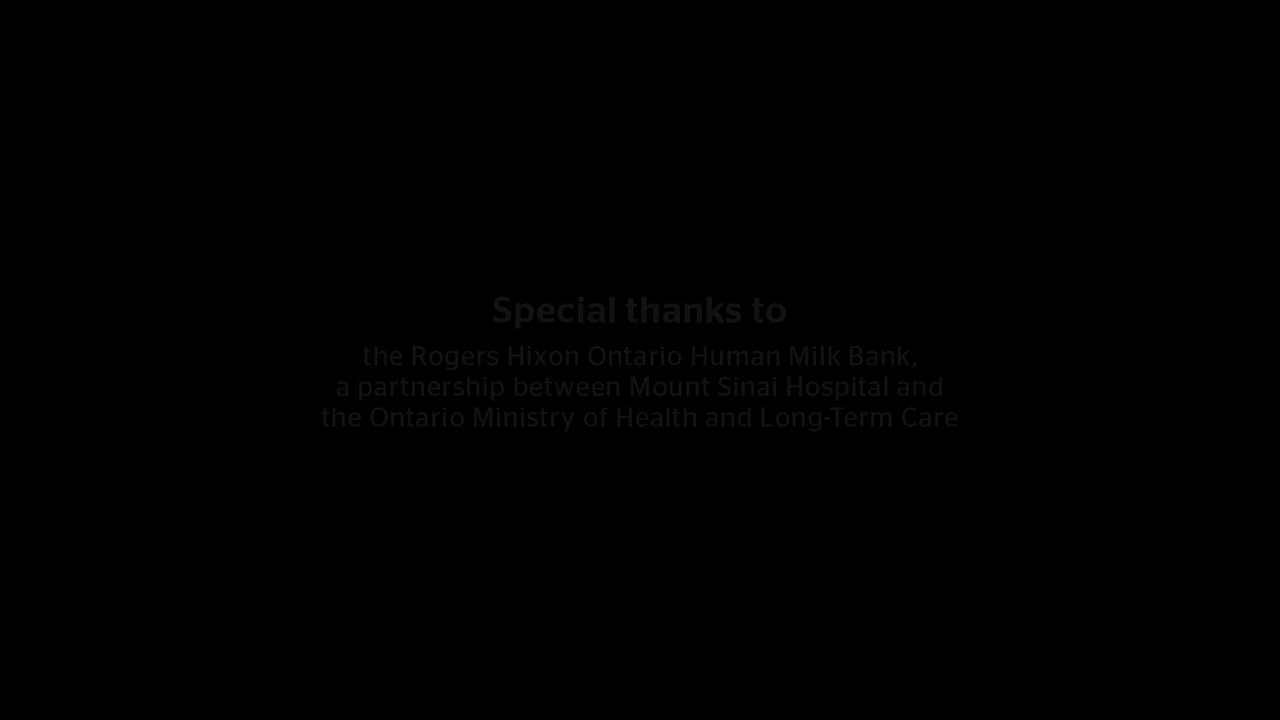 Special thanks to
the Rogers Hixon Ontario Human Milk Bank,
a partnership between Mount Sinai Hospital and
the Ontario Ministry of Health and Long-Term Care